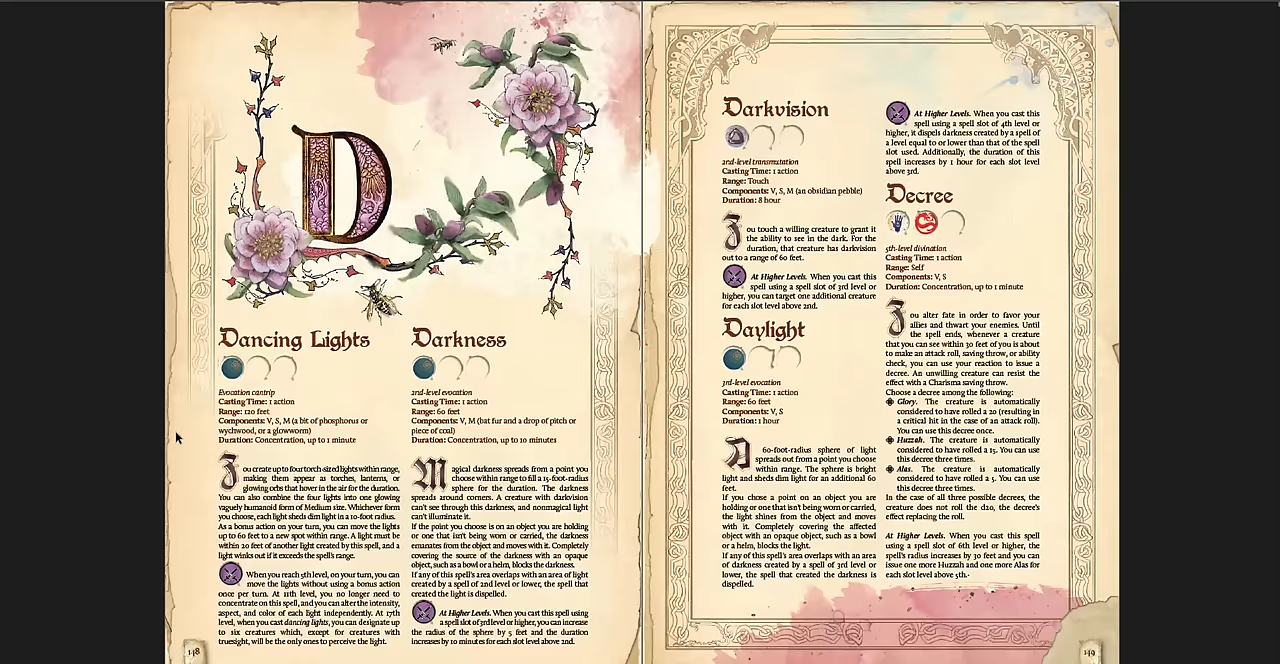 D
Dancing Lights
Evocation cantrip
Casting Time: 1 action
Range: 120 feet
Components: V, S, M (a bit of phosphorus or
wychwood, or a glowworm)
Duration: Concentration, up to 1 minute
You create up to four torch-sized lights within range,
making them appear as torches, lanterns, or
glowing orbs that hover in the air for the duration.
You can also combine the four lights into one glowing
vaguely humanoid form of Medium size. Whichever form
you choose, each light sheds dim light in a 10-foot radius.
As a bonus action on your turn, you can move the lights
up to 60 feet to a new spot within range. A light must be
within 20 feet of another light created by this spell, and a
light winks out if it exceeds the spell's range.
When you reach 5th level, on your turn, you can
move the lights without using a bonus action
once per turn. At 11th level, you no longer need to
concentrate on this spell, and you can alter the intensity,
aspect, and color of each light independently. At 17th
level, when you cast dancing lights, you can designate up
to six creatures which, except for creatures with
truesight, will be the only ones to perceive the light.
148
Darkness
2nd-level evocation
Casting Time: 1 action
Range: 60 feet
Components: V, M (bat fur and a drop of pitch or
piece of coal)
Duration: Concentration, up to 10 minutes
Magical darkness spreads from a point you
choose within range to fill a 15-foot-radius
sphere for the duration. The darkness
spreads around corners. A creature with darkvision
can't see through this darkness, and nonmagical light
can't illuminate it.
If the point you choose is on an object you are holding
or one that isn't being worn or carried, the darkness
emanates from the object and moves with it. Completely
covering the source of the darkness with an opaque
object, such as a bowl or a helm, blocks the darkness.
If any of this spell's area overlaps with an area of light
created by a spell of 2nd level or lower, the spell that
created the light is dispelled.
At Higher Levels. When you cast this spell using
a spell slot of 3rd level or higher, you can increase
the radius of the sphere by 5 feet and the duration
increases by 10 minutes for each slot level above 2nd.
Darkvision
2nd-level transmutation
Casting Time: 1 action
Range: Touch
Components: V, S, M (an obsidian pebble)
Duration: 8 hour
You touch a willing creature to grant it
the ability to see in the dark. For the
duration, that creature has darkvision
out to a range of 60 feet.
At Higher Levels. When you cast this
spell using a spell slot of 3rd level or
higher, you can target one additional creature
for each slot level above 2nd.
Daylight
3rd-level evocation
Casting Time: 1 action
Range: 60 feet
Components: V, S
Duration: 1 hour
A 60-foot-radius sphere of light
spreads out from a point you choose
within range. The sphere is bright
light and sheds dim light for an additional 60
feet.
If you chose a point on an object you are
holding or one that isn't being worn or carried,
the light shines from the object and moves
with it. Completely covering the affected
object with an opaque object, such as a bowl
or a helm, blocks the light.
If any of this spell's area overlaps with an area
of darkness created by a spell of 3rd level or
lower, the spell that created the darkness is
dispelled.
At Higher Levels. When you cast this
spell using a spell slot of 4th level or
higher, it dispels darkness created by a spell of
a level equal to or lower than that of the spell
slot used. Additionally, the duration of this
spell increases by 1 hour for each slot level
above 3rd.
Decree
5th-level divination
Casting Time: 1 action
Range: Self
Components: V, S
Duration: Concentration, up to 1 minute
You alter fate in order to favor your
allies and thwart your enemies. Until
the spell ends, whenever a creature
that you can see within 30 feet of you is about
to make an attack roll, saving throw, or ability
check, you can use your reaction to issue a
decree. An unwilling creature can resist the
effect with a Charisma saving throw.
Choose a decree among the following:
Glory. The creature is automatically
considered to have rolled a 20 (resulting in
a critical hit in the case of an attack roll).
You can use this decree once.
Huzzah. The creature is automatically
considered to have rolled a 15. You can use
this decree three times.
Alas. The creature is automatically
considered to have rolled a 5. You can use
this decree three times.
In the case of all three possible decrees, the
creature does not roll the d20, the decree's
effect replacing the roll.
At Higher Levels. When you cast this spell
using a spell slot of 6th level or higher, the
spell's radius increases by 30 feet and you can
issue one more Huzzah and one more Alas for
each slot level above 5th.
149